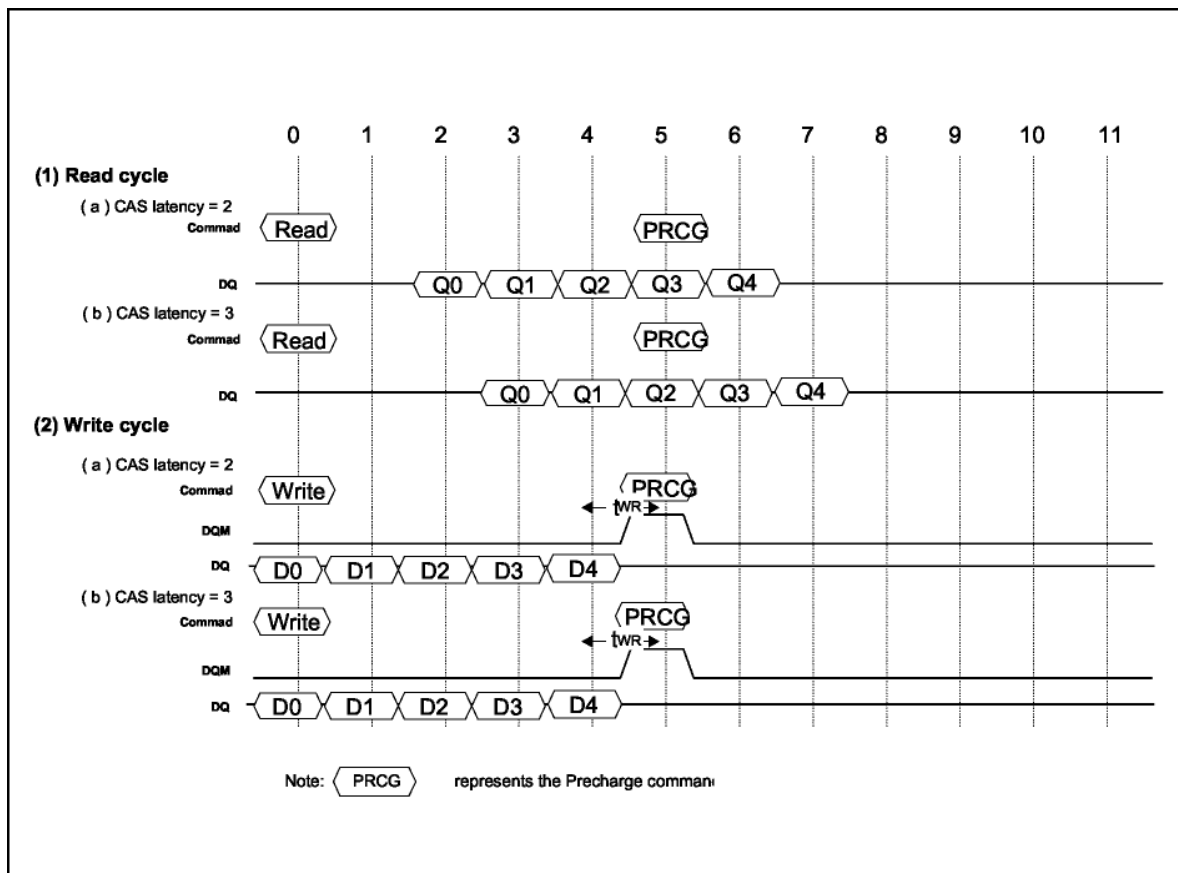 0 1 2 3 4 5 6 7 8 9 10 11
(1) Read cycle
( a ) CAS latency = 2
Commad Read PRCG
DQ Q0 Q1 Q2 Q3 Q4
( b ) CAS latency = 3
Commad Read PRCG
DQ Q0 Q1 Q2 Q3 Q4
(2) Write cycle
( a ) CAS latency = 2
Commad Write PRCG
tWR
DQM
DQ D0 D1 D2 D3 D4
( b ) CAS latency = 3
Commad Write PRCG
tWR
DQM
DQ D0 D1 D2 D3 D4
Note: PRCG represents the Precharge comman